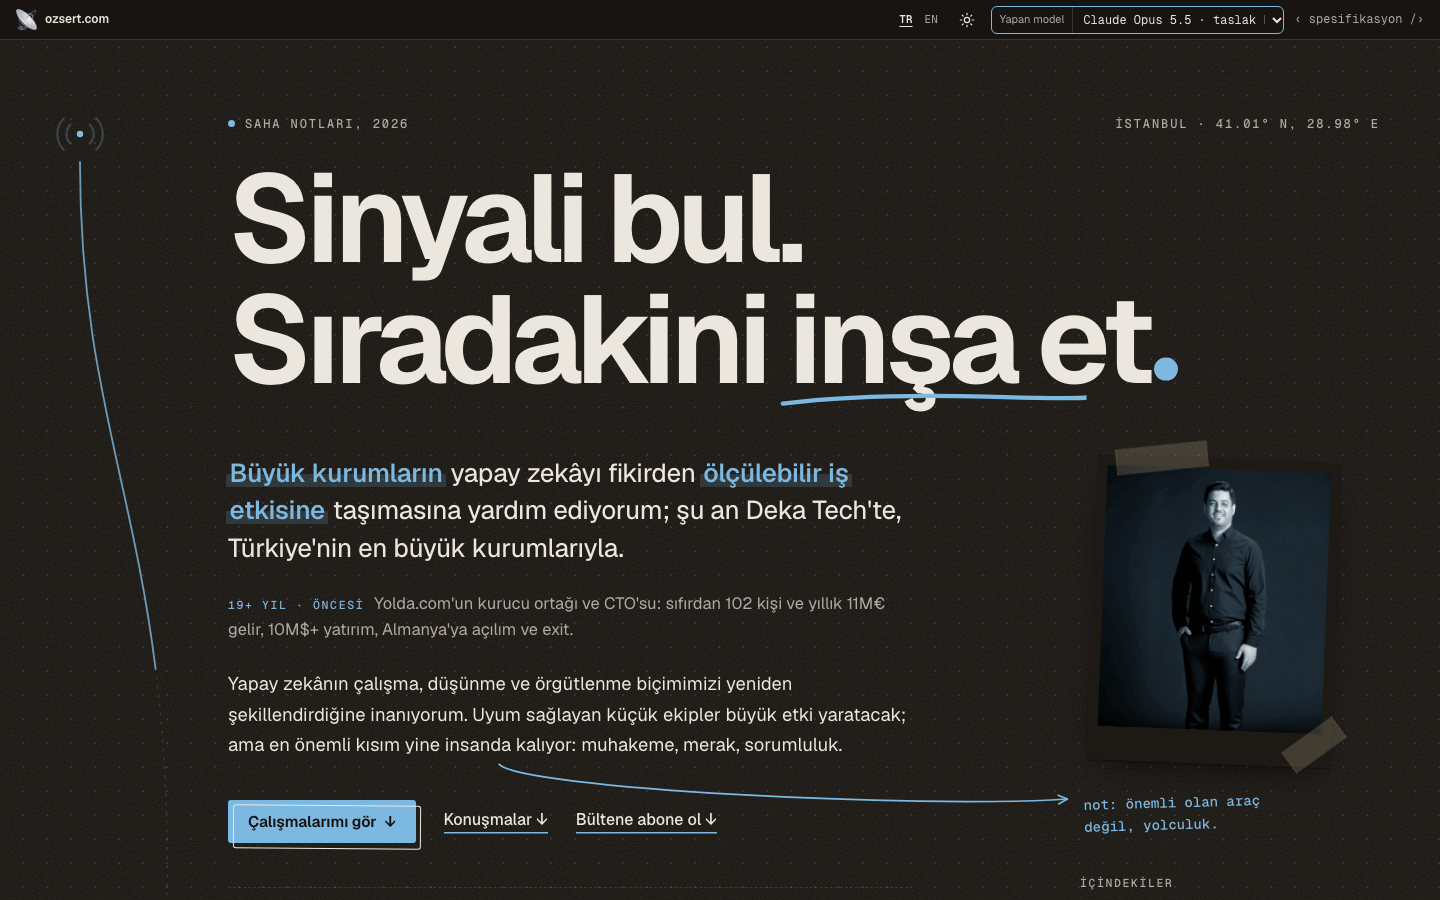 ozsert.com
TR EN Yapan model Claude Opus 5.5 · taslak ‹ spesifikasyon /›
SAHA NOTLARI, 2026
İSTANBUL · 41.01° N, 28.98° E
Sinyali bul.
Sıradakini inşa et.
Büyük kurumların yapay zekâyı fikirden ölçülebilir iş
etkisine taşımasına yardım ediyorum; şu an Deka Tech'te,
Türkiye'nin en büyük kurumlarıyla.
19+ YIL · ÖNCESİ Yolda.com'un kurucu ortağı ve CTO'su: sıfırdan 102 kişi ve yıllık 11M€
gelir, 10M$+ yatırım, Almanya'ya açılım ve exit.
Yapay zekânın çalışma, düşünme ve örgütlenme biçimimizi yeniden
şekillendirdiğine inanıyorum. Uyum sağlayan küçük ekipler büyük etki yaratacak;
ama en önemli kısım yine insanda kalıyor: muhakeme, merak, sorumluluk.
Çalışmalarımı gör ↓
Konuşmalar ↓
Bültene abone ol ↓
not: önemli olan araç
değil, yolculuk.
İÇİNDEKİLER